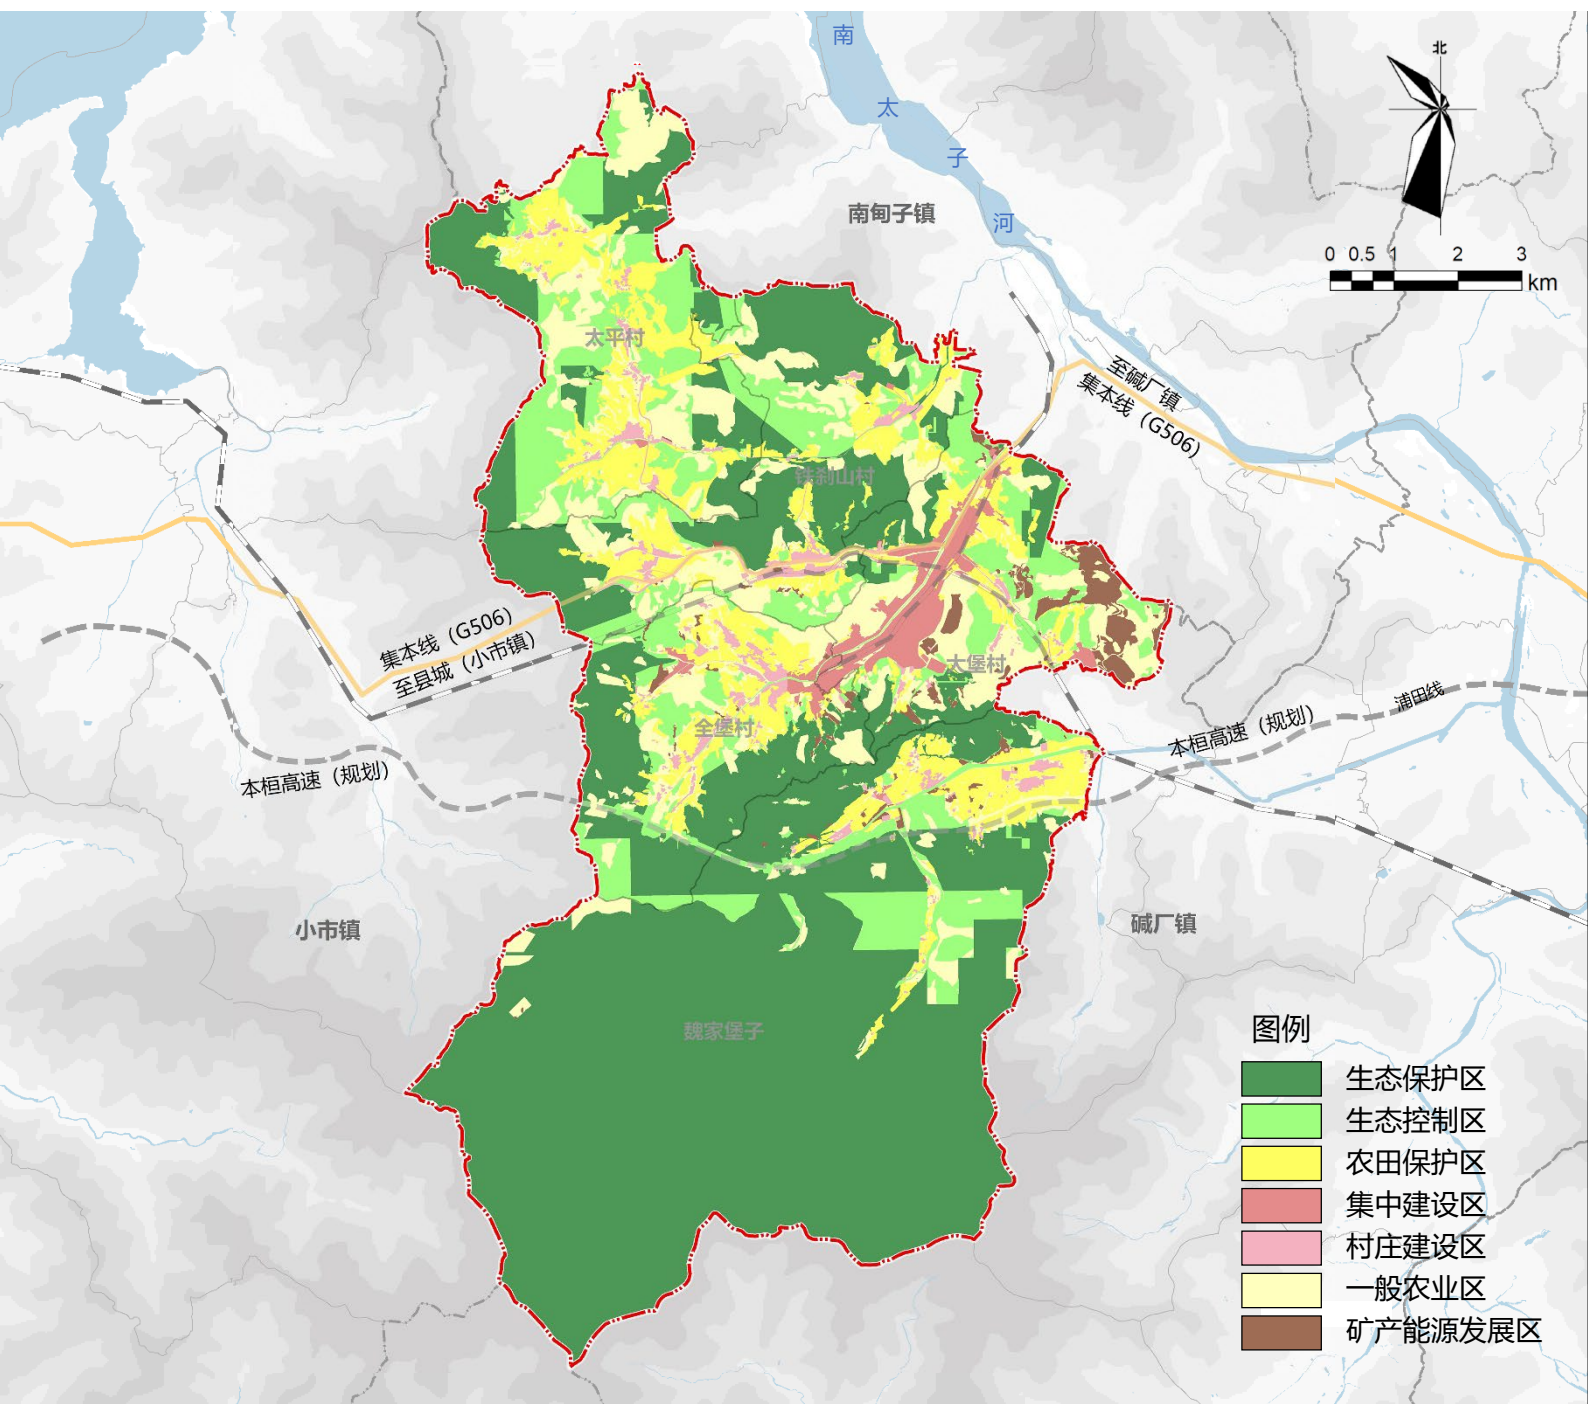 南
太
子
河
北
0 0.5 1 2 3
km
南甸子镇
太平村
至碱厂镇
集本线（G506）
铁刹山村
集本线（G506）
至县城（小市镇）
大堡村
全堡村
浦田线
本桓高速（规划）
本桓高速（规划）
小市镇
碱厂镇
魏家堡子
图例
生态保护区
生态控制区
农田保护区
集中建设区
村庄建设区
一般农业区
矿产能源发展区